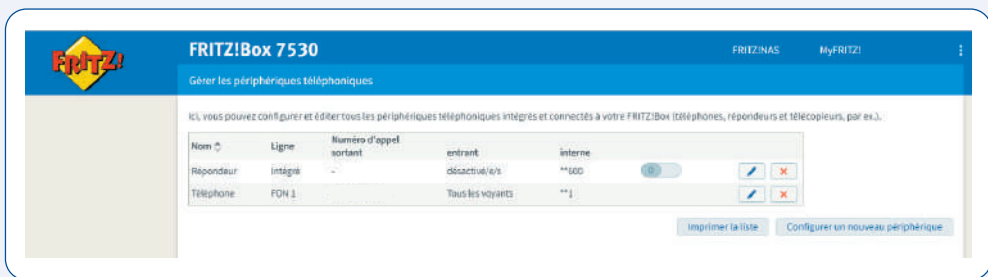 FRITZ!
FRITZ!Box 7530
FRITZ!NAS MyFRITZ!
Gérer les périphériques téléphoniques
Ici, vous pouvez configurer et éditer tous les périphériques téléphoniques intégrés et connectés à votre FRITZ!Box (téléphones, répondeurs et télécopieurs, par ex.).
Nom Ligne Numéro d'appel sortant entrant interne
Répondeur Intégré - désactivé/e/s **600
Téléphone FON 1 Tous les voyants **1
Imprimer la liste Configurer un nouveau périphérique